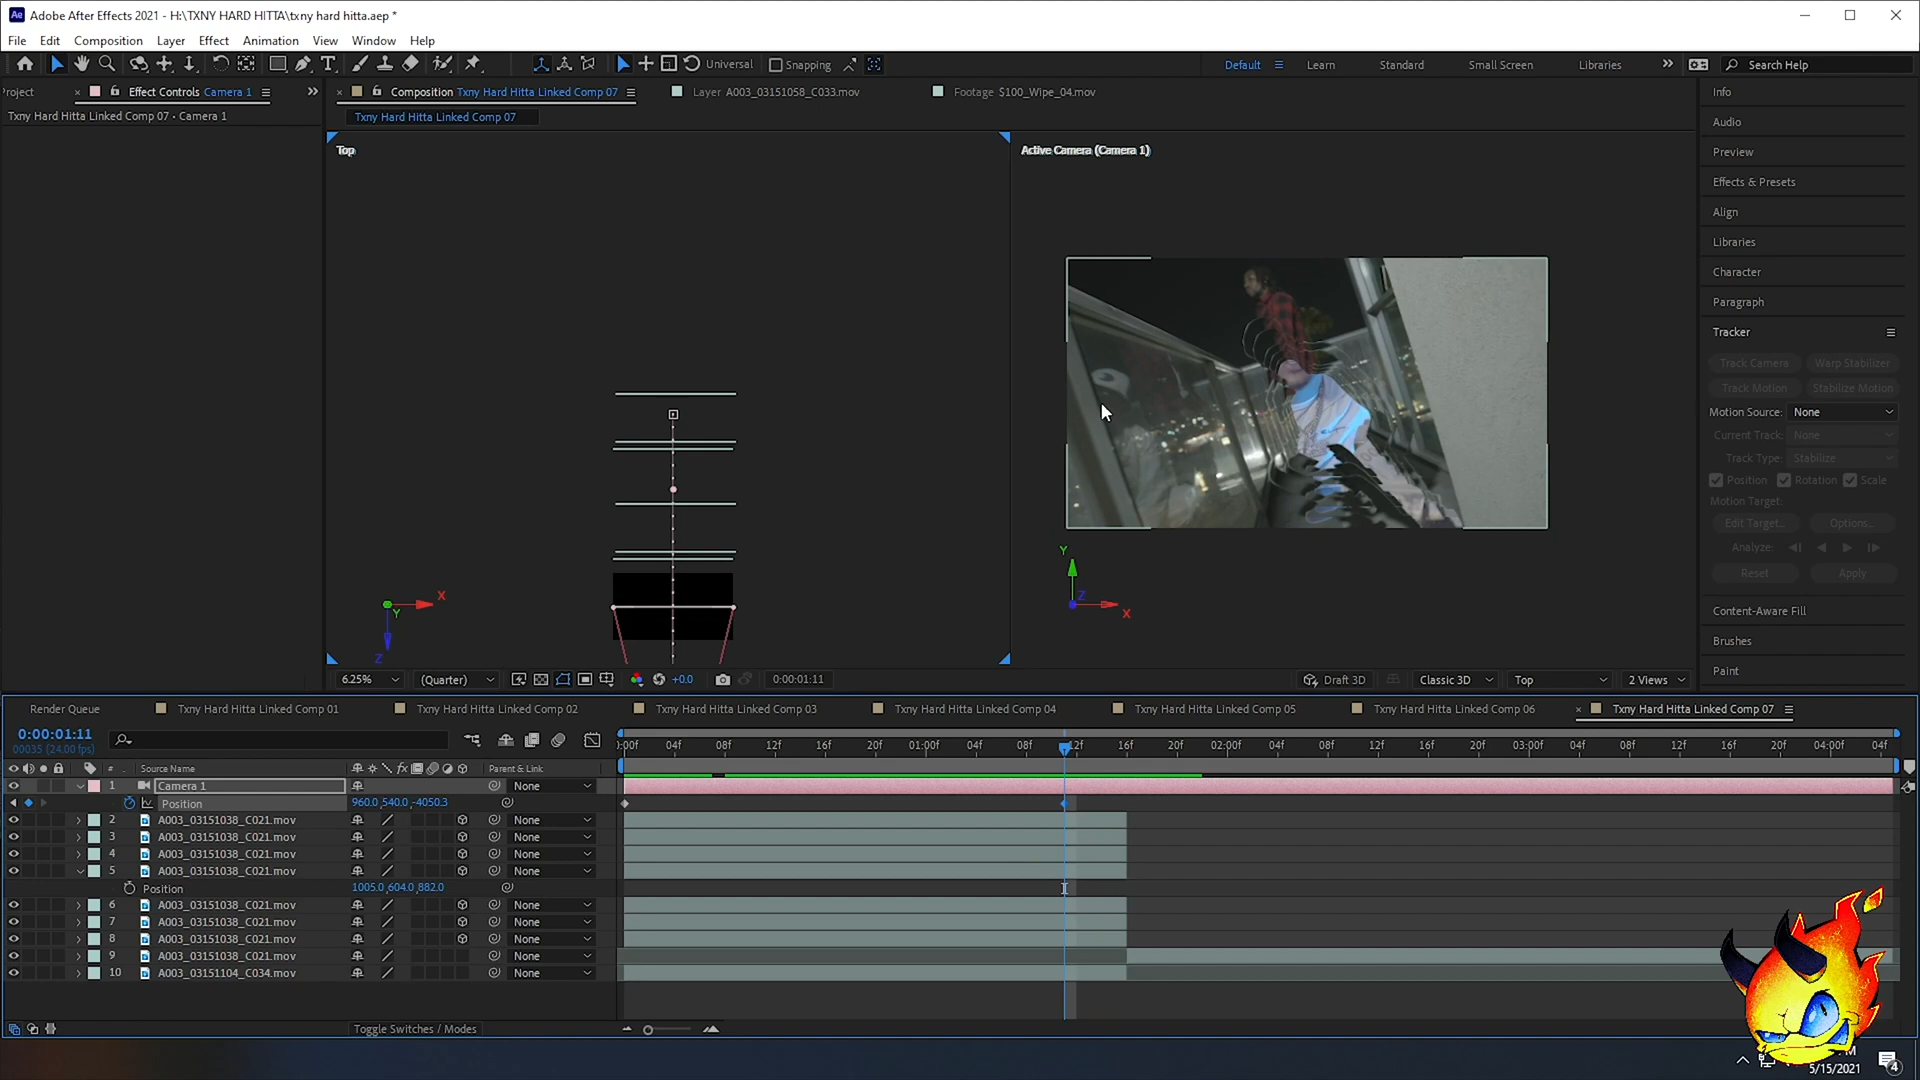 Ae Adobe After Effects 2021 - H:\TXNY HARD HITTA\txny hard hitta.aep *
File Edit Composition Layer Effect Animation View Window Help
Universal Snapping Default Learn Standard Small Screen Libraries Search Help
Project Effect Controls Camera 1 Composition Txny Hard Hitta Linked Comp 07 Layer A003_03151058_C033.mov Footage $100_Wipe_04.mov Info
Txny Hard Hitta Linked Comp 07 • Camera 1 Txny Hard Hitta Linked Comp 07
Audio
Top Active Camera (Camera 1) Preview
Effects & Presets
Align
Libraries
Character
Paragraph
Tracker
Track Camera Warp Stabilizer
Track Motion Stabilize Motion
Motion Source: None
Current Track: None
Track Type: Stabilize
Position Rotation Scale
Motion Target:
Edit Target... Options...
Analyze:
Reset Apply
Content-Aware Fill
Brushes
Paint
X Y Z
Y Z X
6.25% (Quarter) +0.0 0:00:01:11 Draft 3D Classic 3D Top 2 Views
Render Queue Txny Hard Hitta Linked Comp 01 Txny Hard Hitta Linked Comp 02 Txny Hard Hitta Linked Comp 03 Txny Hard Hitta Linked Comp 04 Txny Hard Hitta Linked Comp 05 Txny Hard Hitta Linked Comp 06 Txny Hard Hitta Linked Comp 07
0:00:01:11
00035 (24.00 fps)
:00f 04f 08f 12f 16f 20f 01:00f 04f 08f 12f 16f 20f 02:00f 04f 08f 12f 16f 20f 03:00f 04f 08f 12f 16f 20f 04:00f 04f
# Source Name fx Parent & Link
1 Camera 1 None
Position 960.0,540.0,-4050.3
2 A003_03151038_C021.mov None
3 A003_03151038_C021.mov None
4 A003_03151038_C021.mov None
5 A003_03151038_C021.mov None
Position 1005.0,604.0,882.0
6 A003_03151038_C021.mov None
7 A003_03151038_C021.mov None
8 A003_03151038_C021.mov None
9 A003_03151038_C021.mov None
10 A003_03151104_C034.mov None
Toggle Switches / Modes
5/15/2021
4